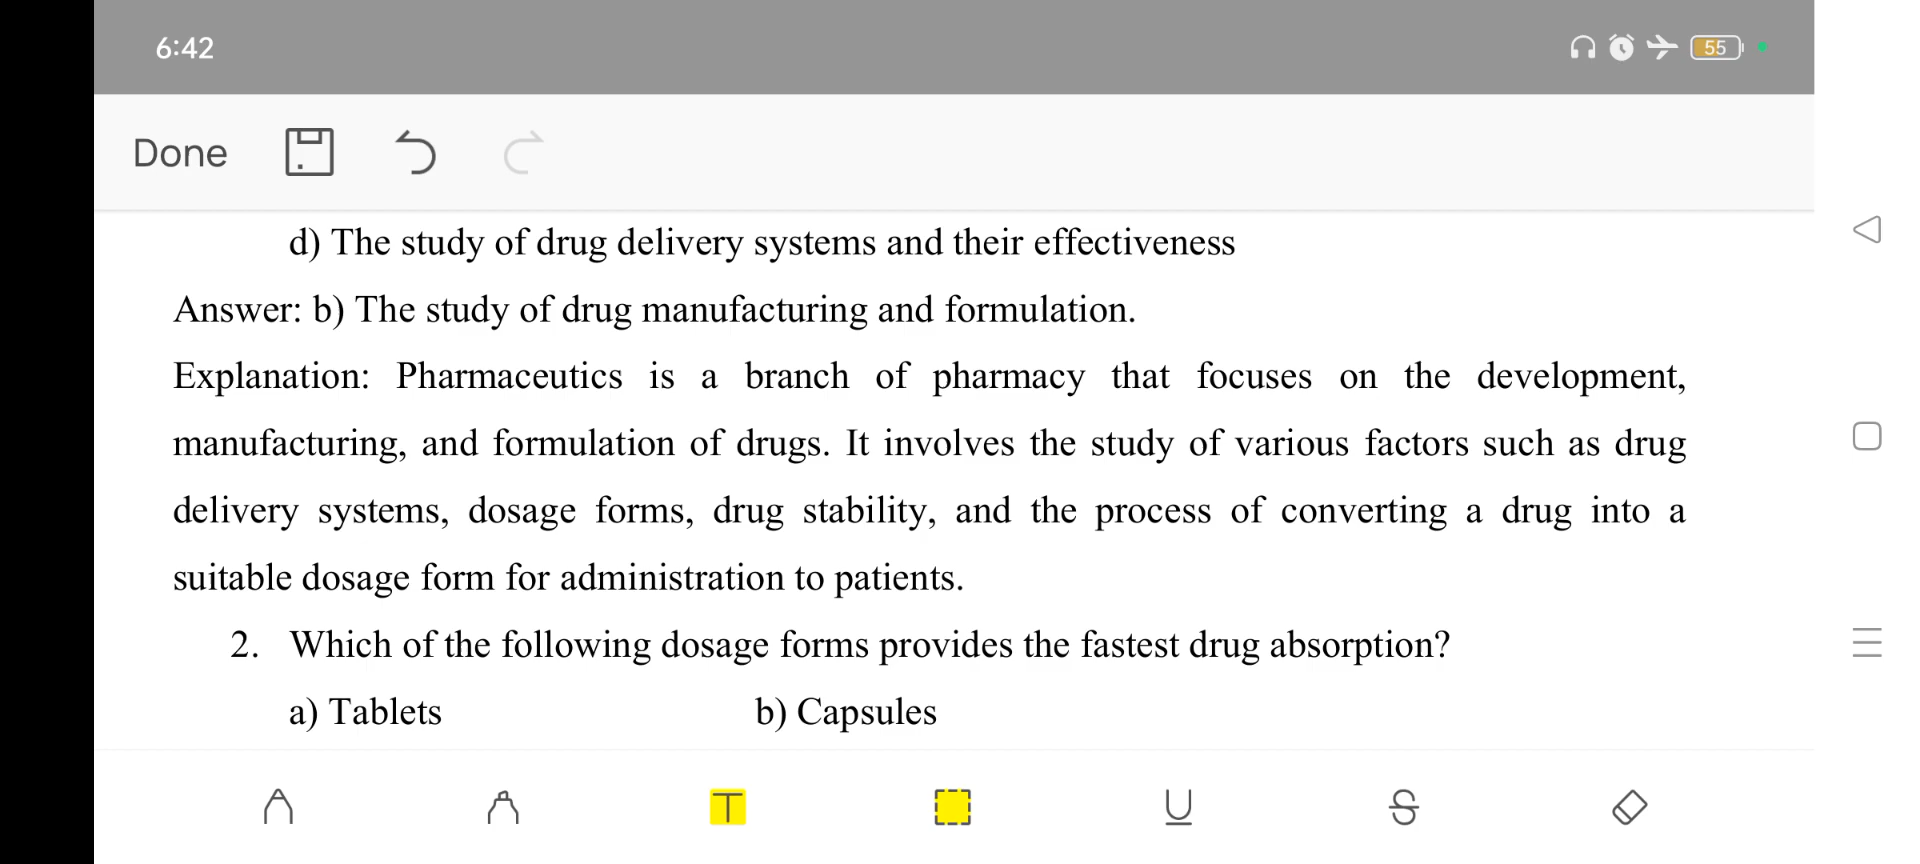 6:42
55
Done
d) The study of drug delivery systems and their effectiveness
Answer: b) The study of drug manufacturing and formulation.
Explanation: Pharmaceutics is a branch of pharmacy that focuses on the development,
manufacturing, and formulation of drugs. It involves the study of various factors such as drug
delivery systems, dosage forms, drug stability, and the process of converting a drug into a
suitable dosage form for administration to patients.
2. Which of the following dosage forms provides the fastest drug absorption?
a) Tablets b) Capsules
T U S